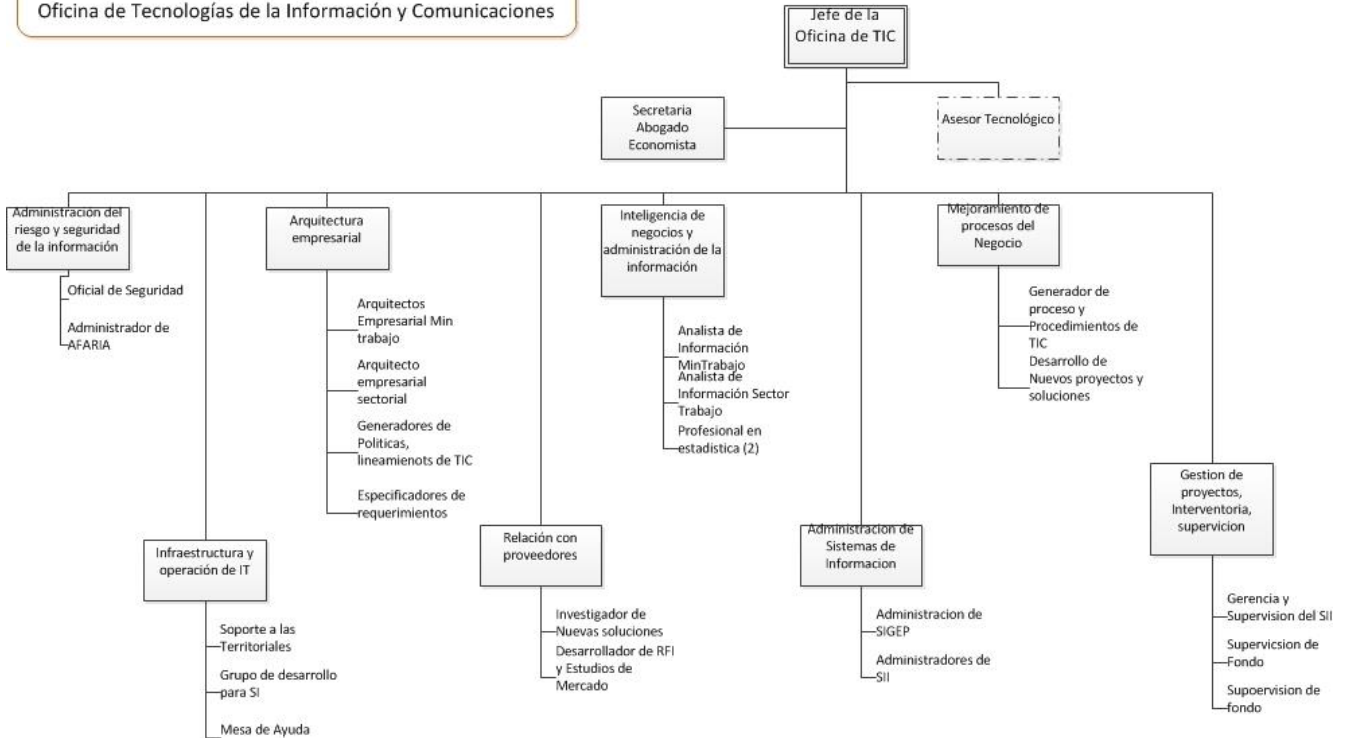 Oficina de Tecnologías de la Información y Comunicaciones
Jefe de la
Oficina de TIC
Secretaria
Abogado
Economista
Asesor Tecnológico
Administración del
riesgo y seguridad
de la información
Oficial de Seguridad
Administrador de
AFARIA
Infraestructura y
operación de IT
Soporte a las
Territoriales
Grupo de desarrollo
para SI
Mesa de Ayuda
Arquitectura
empresarial
Arquitectos
Empresarial Min
trabajo
Arquitecto
empresarial
sectorial
Generadores de
Politicas,
lineamienots de TIC
Especificadores de
requerimientos
Relación con
proveedores
Investigador de
Nuevas soluciones
Desarrollador de RFI
y Estudios de
Mercado
Inteligencia de
negocios y
administración de la
información
Analista de
Información
MinTrabajo
Analista de
Información Sector
Trabajo
Profesional en
estadistica (2)
Administracion de
Sistemas de
Informacion
Administracion de
SIGEP
Administradores de
SII
Mejoramiento de
procesos del
Negocio
Generador de
proceso y
Procedimientos de
TIC
Desarrollo de
Nuevos proyectos y
soluciones
Gestion de
proyectos,
Interventoria,
supervicion
Gerencia y
Supervision del SII
Supervicsion de
Fondo
Supoervision de
fondo